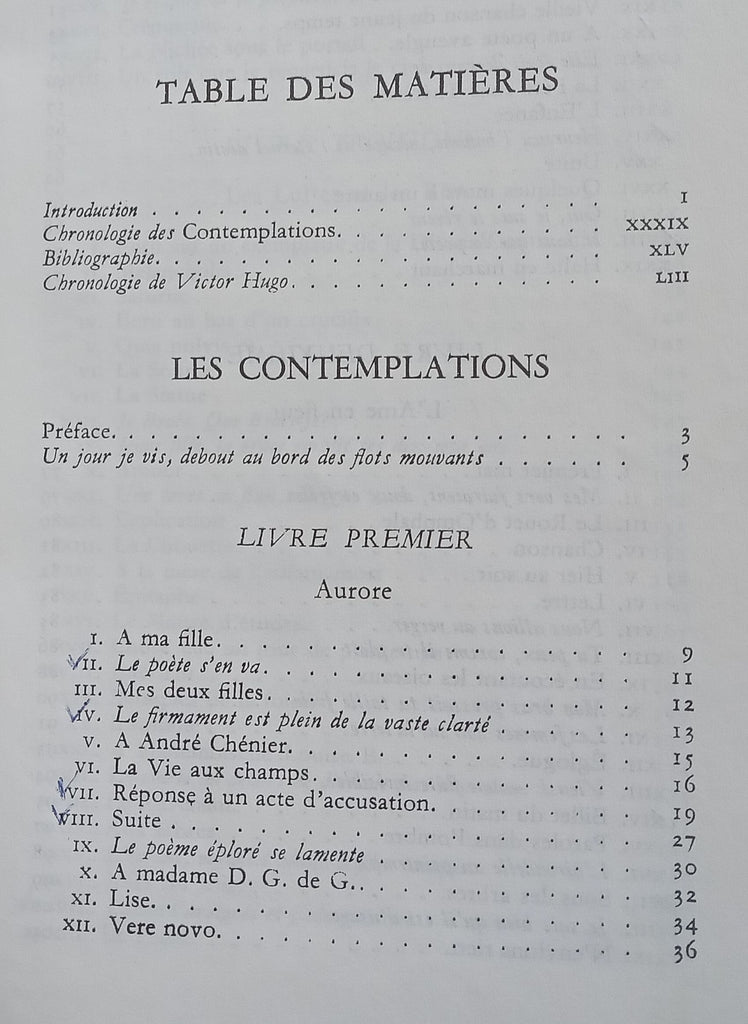 TABLE DES MATIÈRES
Introduction . . . . . . . . . . . . . . . . . . I
Chronologie des Contemplations. . . . . . . . . . . XXXIX
Bibliographie. . . . . . . . . . . . . . . . . . XLV
Chronologie de Victor Hugo. . . . . . . . . . . . . LIII
LES CONTEMPLATIONS
Préface. . . . . . . . . . . . . . . . . . . . 3
Un jour je vis, debout au bord des flots mouvants . . . . . . 5
LIVRE PREMIER
Aurore
I. A ma fille. . . . . . . . . . . . . . . . . 9
II. Le poète s'en va. . . . . . . . . . . . . . . 11
III. Mes deux filles. . . . . . . . . . . . . . . 12
IV. Le firmament est plein de la vaste clarté . . . . . 13
V. A André Chénier. . . . . . . . . . . . . . . 15
VI. La Vie aux champs. . . . . . . . . . . . . . 16
VII. Réponse à un acte d'accusation. . . . . . . . . 19
VIII. Suite . . . . . . . . . . . . . . . . . . 27
IX. Le poème éploré se lamente . . . . . . . . . . 30
X. A madame D. G. de G.. . . . . . . . . . . . 32
XI. Lise. . . . . . . . . . . . . . . . . . . 34
XII. Vere novo. . . . . . . . . . . . . . . . . 36